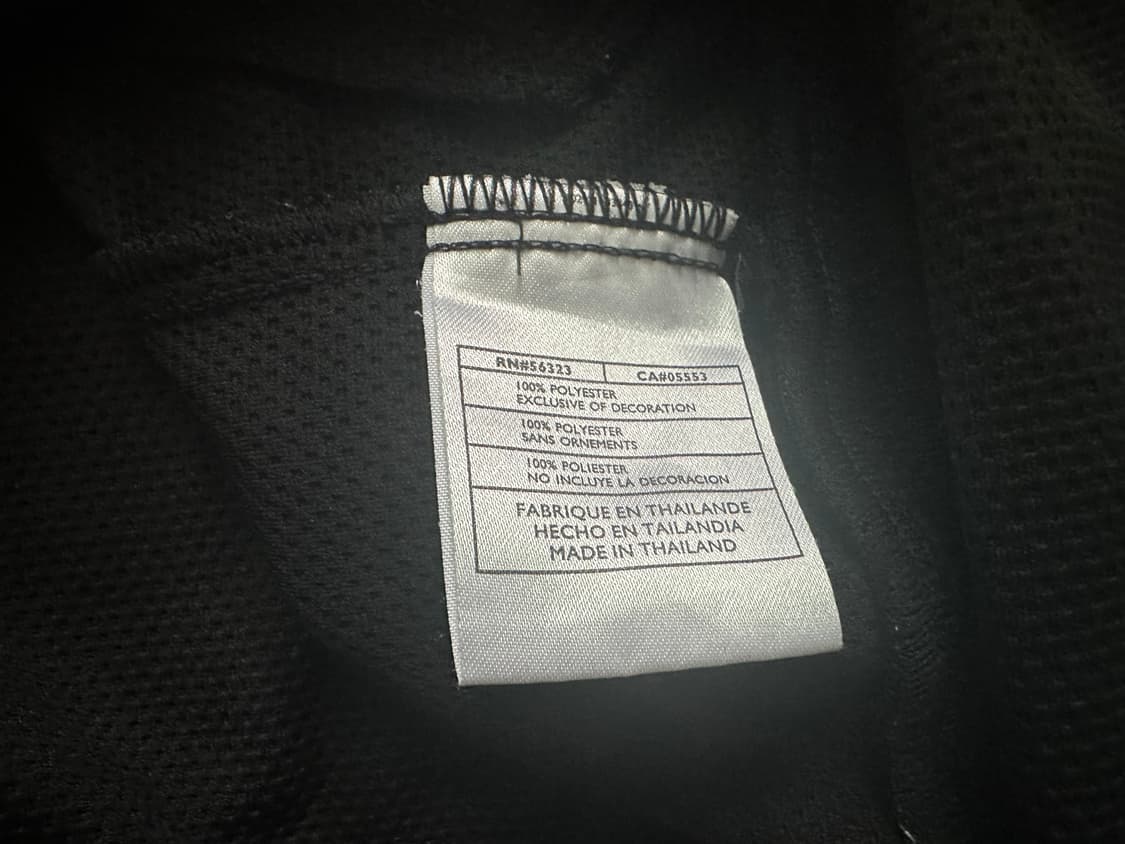 RN#56323 CA#05553
100% POLYESTER
EXCLUSIVE OF DECORATION
100% POLYESTER
SANS ORNEMENTS
100% POLIESTER
NO INCLUYE LA DECORACION
FABRIQUE EN THAILANDE
HECHO EN TAILANDIA
MADE IN THAILAND